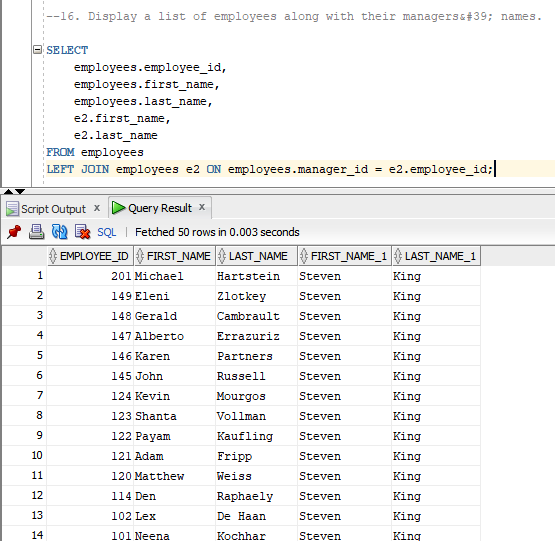 --16. Display a list of employees along with their managers&#39; names.
SELECT
employees.employee_id,
employees.first_name,
employees.last_name,
e2.first_name,
e2.last_name
FROM employees
LEFT JOIN employees e2 ON employees.manager_id = e2.employee_id;
Script Output x Query Result x
SQL | Fetched 50 rows in 0.003 seconds
EMPLOYEE_ID FIRST_NAME LAST_NAME FIRST_NAME_1 LAST_NAME_1
1 201 Michael Hartstein Steven King
2 149 Eleni Zlotkey Steven King
3 148 Gerald Cambrault Steven King
4 147 Alberto Errazuriz Steven King
5 146 Karen Partners Steven King
6 145 John Russell Steven King
7 124 Kevin Mourgos Steven King
8 123 Shanta Vollman Steven King
9 122 Payam Kaufling Steven King
10 121 Adam Fripp Steven King
11 120 Matthew Weiss Steven King
12 114 Den Raphaely Steven King
13 102 Lex De Haan Steven King
14 101 Neena Kochhar Steven King